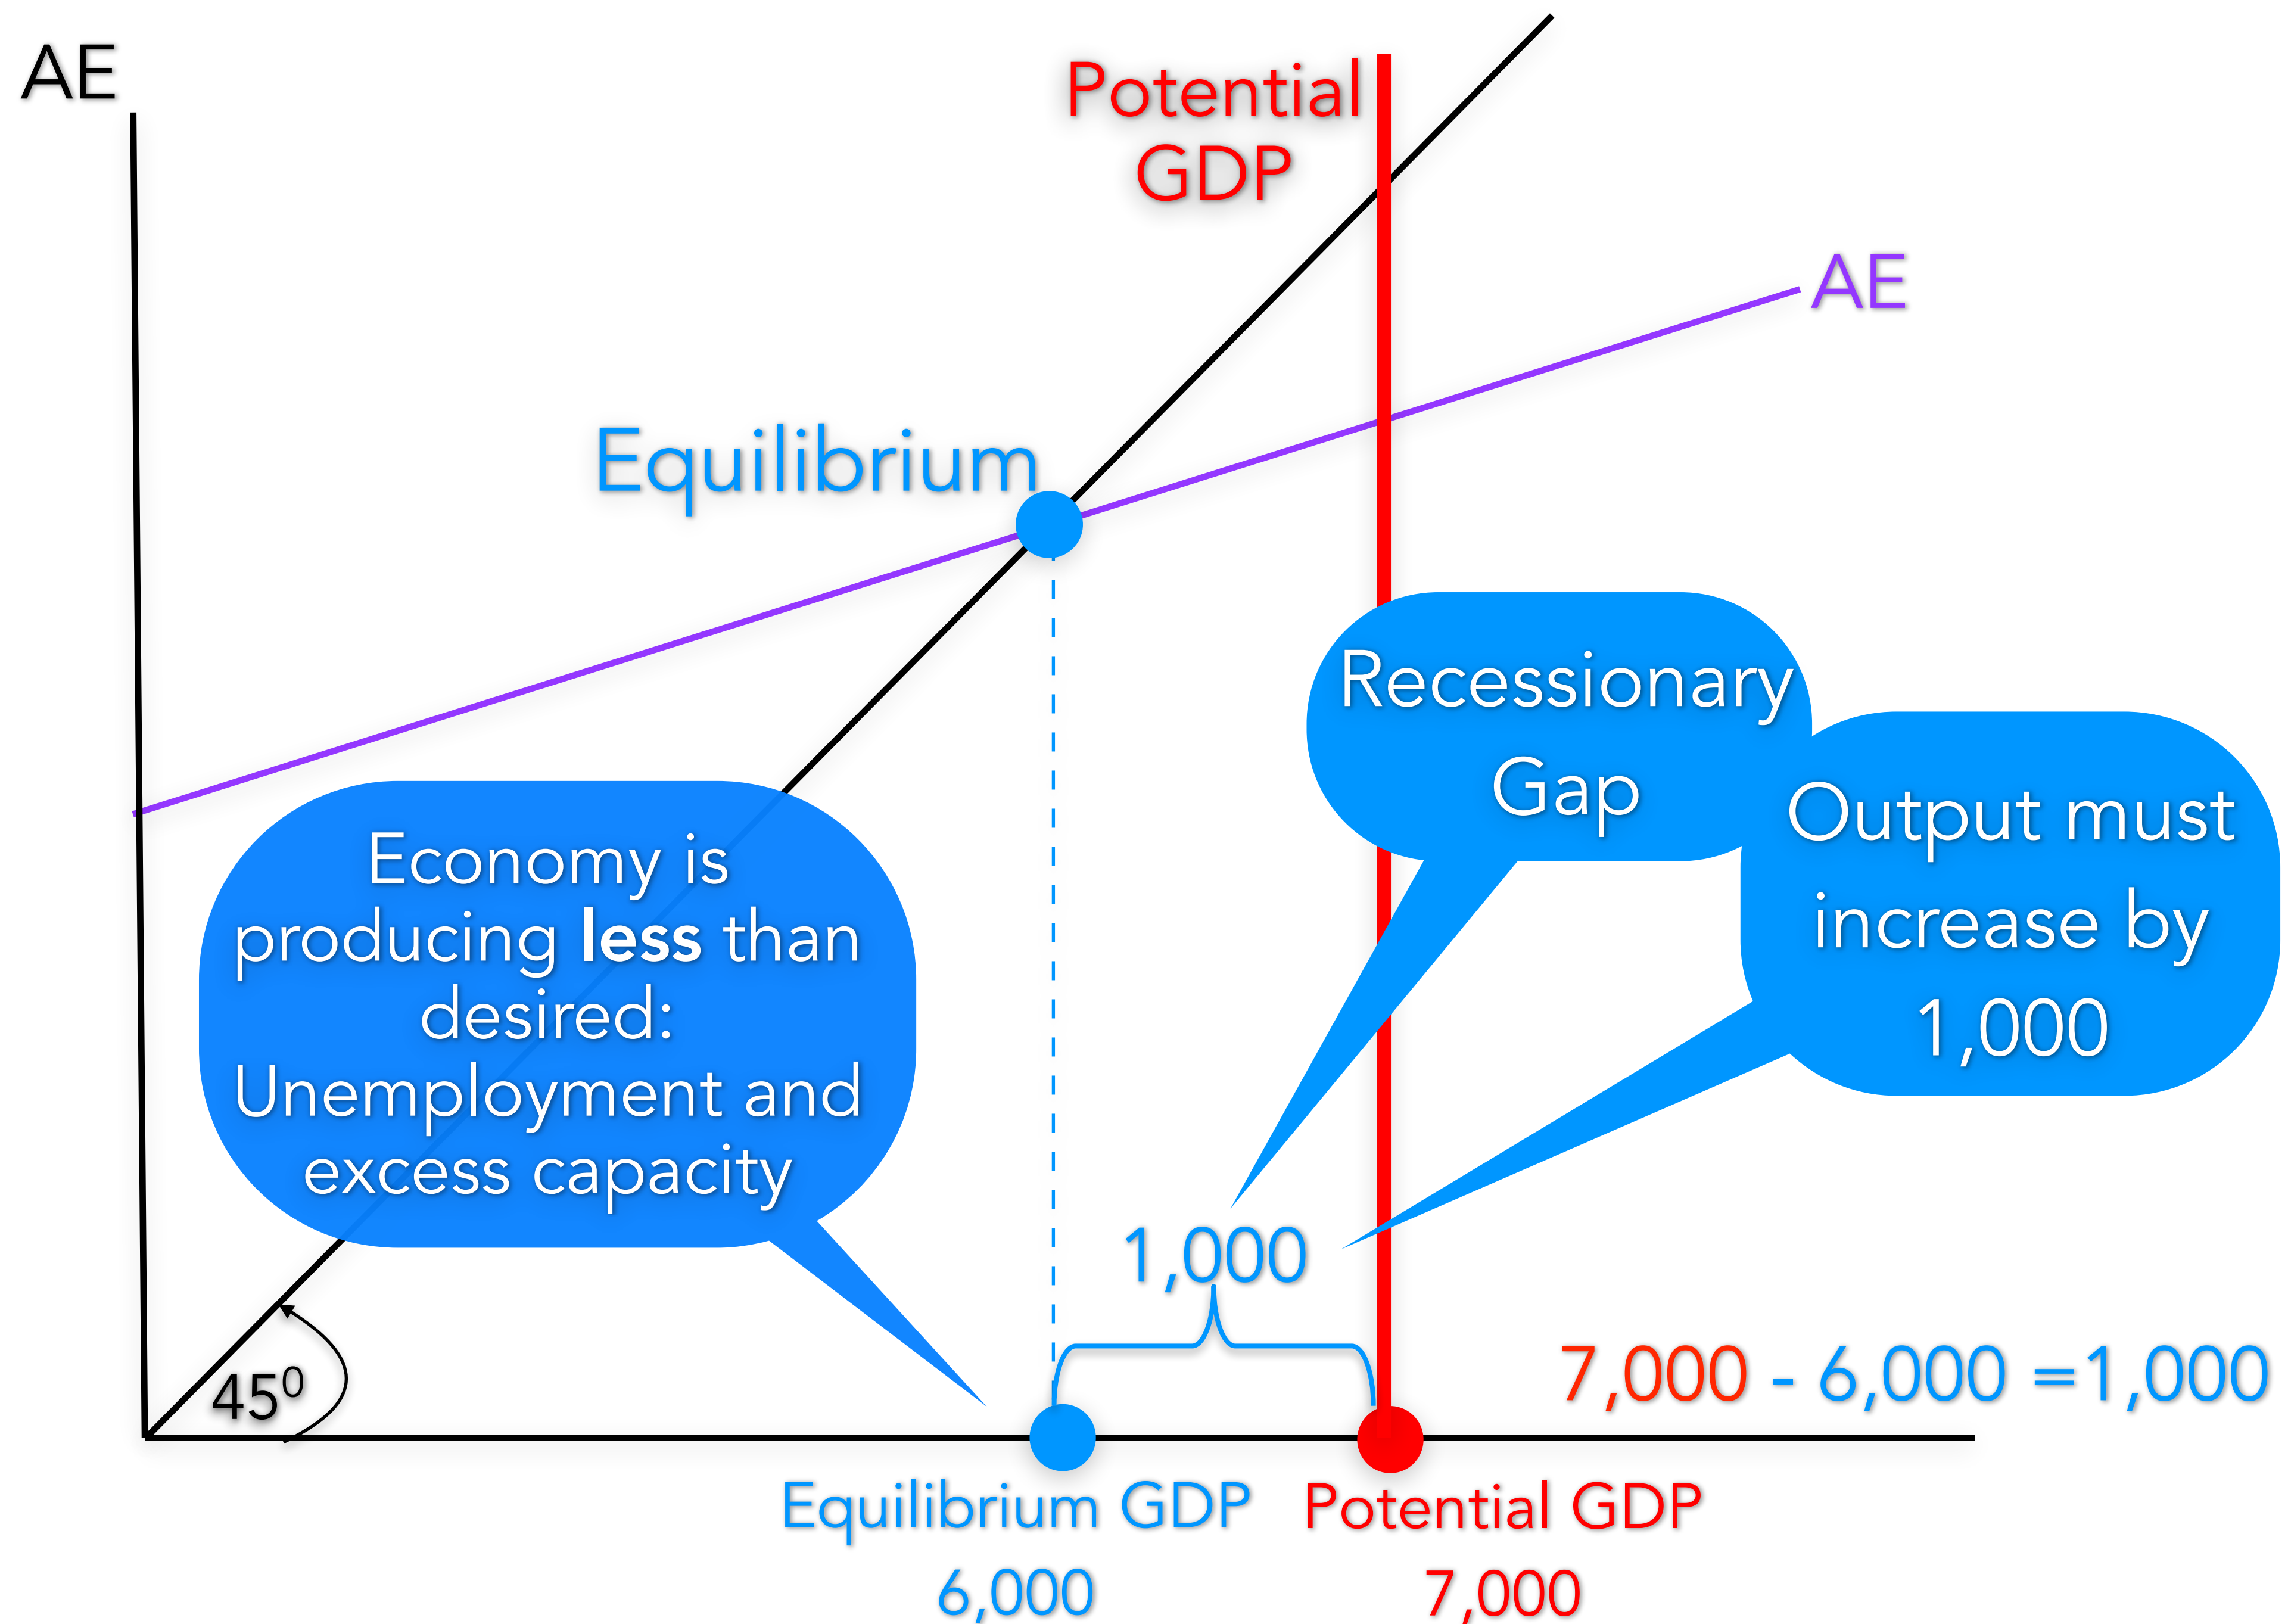 AE
Potential
GDP
AE
Equilibrium
Recessionary
Gap
Output must
increase by
1,000
Economy is
producing less than
desired:
Unemployment and
excess capacity
1,000
7,000 - 6,000 =1,000
45⁰
Equilibrium GDP
6,000
Potential GDP
7,000